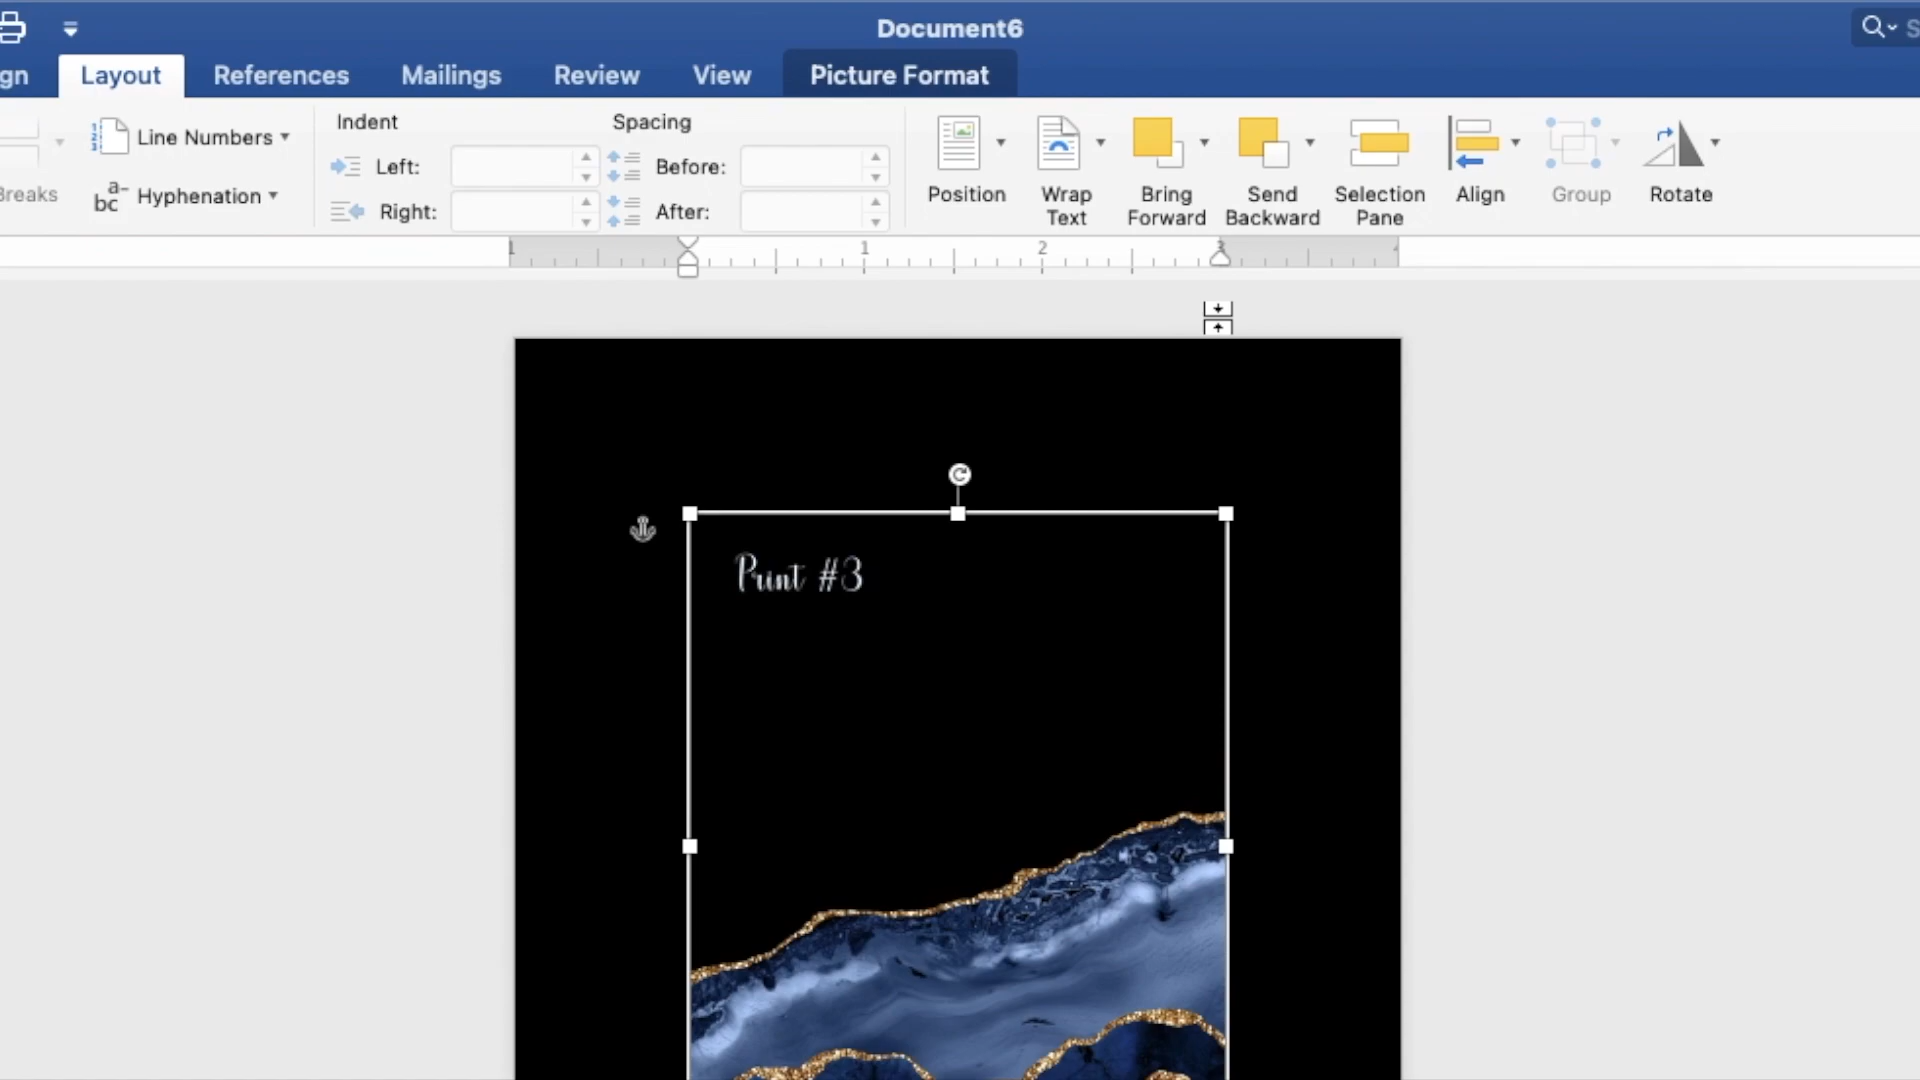 Document6
S
gn
Layout
References
Mailings
Review
View
Picture Format
Line Numbers
Breaks
Hyphenation
Indent
Left:
Right:
Spacing
Before:
After:
Position
Wrap
Text
Bring
Forward
Send
Backward
Selection
Pane
Align
Group
Rotate
1 1 2 3
Print #3